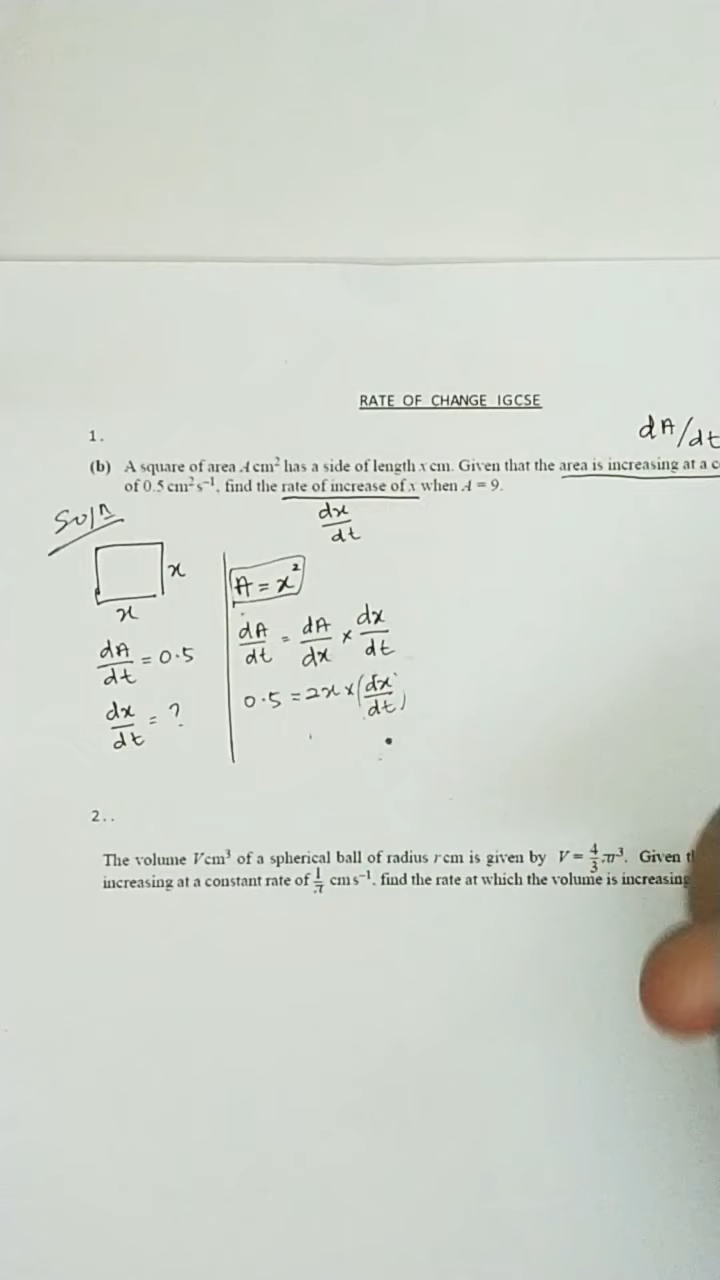 RATE OF CHANGE IGCSE
1.
dA/dt
(b) A square of area A cm² has a side of length x cm. Given that the area is increasing at a
of 0.5 cm² s⁻¹, find the rate of increase of x when A = 9.
dx/dt
Soln
x
x
dA/dt = 0.5
dx/dt = ?
A = x²
dA/dt = dA/dx × dx/dt
0.5 = 2x × (dx/dt)
2..
The volume V cm³ of a spherical ball of radius r cm is given by V = 4/3 πr³. Given
increasing at a constant rate of 1/π cm s⁻¹, find the rate at which the volume is increasing